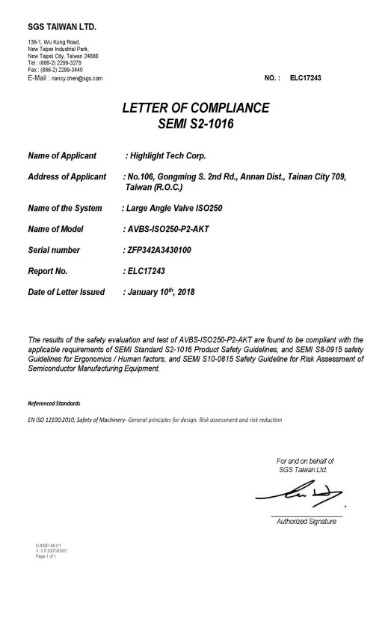 SGS TAIWAN LTD.
136-1, Wu Kung Road,
New Taipei Industrial Park,
New Taipei City, Taiwan 24886
Tel : (886-2) 2299-3279
Fax : (886-2) 2299-3440
E-Mail : nancy.chen@sgs.com
NO. : ELC17243
LETTER OF COMPLIANCE
SEMI S2-1016
Name of Applicant : Highlight Tech Corp.
Address of Applicant : No.106, Gongming S. 2nd Rd., Annan Dist., Tainan City 709,
Taiwan (R.O.C.)
Name of the System : Large Angle Valve ISO250
Name of Model : AVBS-ISO250-P2-AKT
Serial number : ZFP342A3430100
Report No. : ELC17243
Date of Letter Issued : January 10th, 2018
The results of the safety evaluation and test of AVBS-ISO250-P2-AKT are found to be compliant with the
applicable requirements of SEMI Standard S2-1016 Product Safety Guidelines, and SEMI S8-0915 safety
Guidelines for Ergonomics / Human factors, and SEMI S10-0815 Safety Guideline for Risk Assessment of
Semiconductor Manufacturing Equipment.
Referenced Standards
EN ISO 12100:2010, Safety of Machinery- General principles for design. Risk assessment and risk reduction
For and on behalf of
SGS Taiwan Ltd.
Authorized Signature
Page 1 of 1